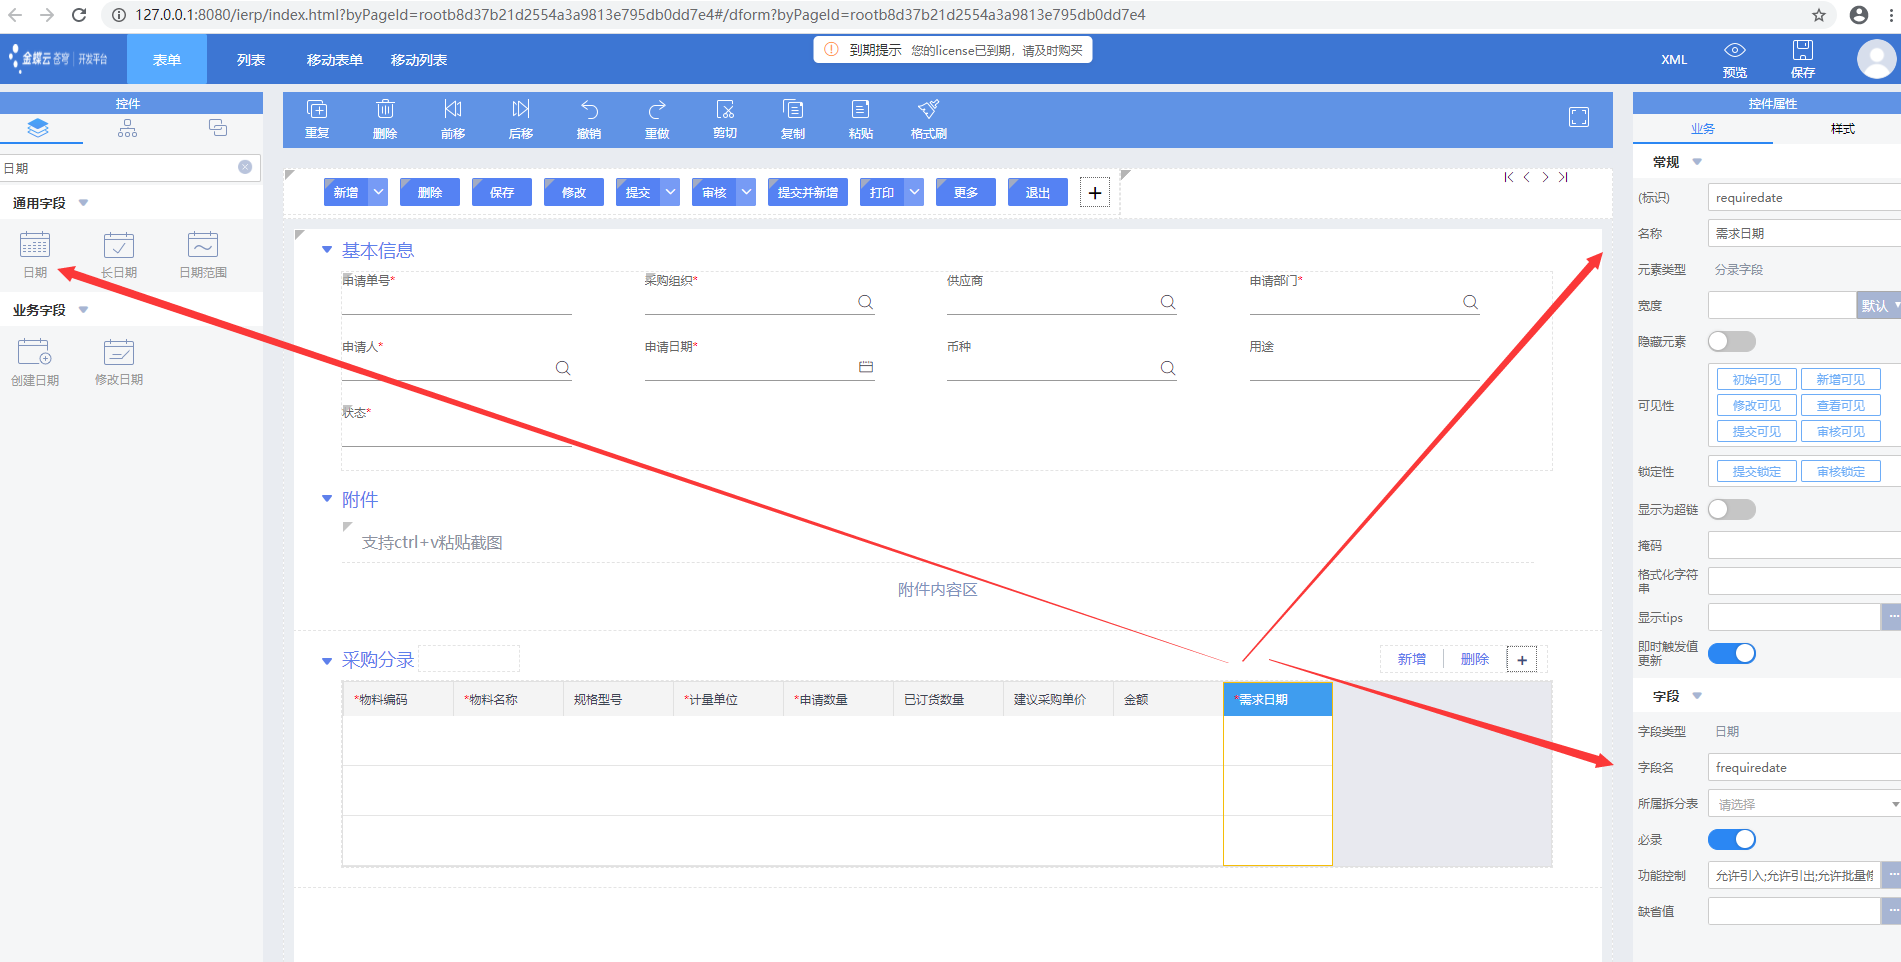 127.0.0.1:8080/ierp/index.html?byPageId=rootb8d37b21d2554a3a9813e795db0dd7e4#/dform?byPageId=rootb8d37b21d2554a3a9813e795db0dd7e4
金蝶云 苍穹 | 开发平台
表单
列表
移动表单
移动列表
到期提示 您的license已到期，请及时购买
XML
预览
保存
控件
重复
删除
前移
后移
撤销
重做
剪切
复制
粘贴
格式刷
控件属性
业务
样式
日期
通用字段
日期
长日期
日期范围
业务字段
创建日期
修改日期
新增
删除
保存
修改
提交
审核
提交并新增
打印
更多
退出
基本信息
申请单号*
采购组织*
供应商
申请部门*
申请人*
申请日期*
币种
用途
状态*
附件
支持ctrl+v粘贴截图
附件内容区
采购分录
新增
删除
*物料编码
*物料名称
规格型号
*计量单位
*申请数量
已订货数量
建议采购单价
金额
*需求日期
常规
(标识)
requiredate
名称
需求日期
元素类型
分录字段
宽度
默认
隐藏元素
可见性
初始可见
新增可见
修改可见
查看可见
提交可见
审核可见
锁定性
提交锁定
审核锁定
显示为超链
掩码
格式化字符
串
显示tips
即时触发值
更新
字段
字段类型
日期
字段名
frequiredate
所属拆分表
请选择
必录
功能控制
允许引入;允许引出;允许批量
缺省值